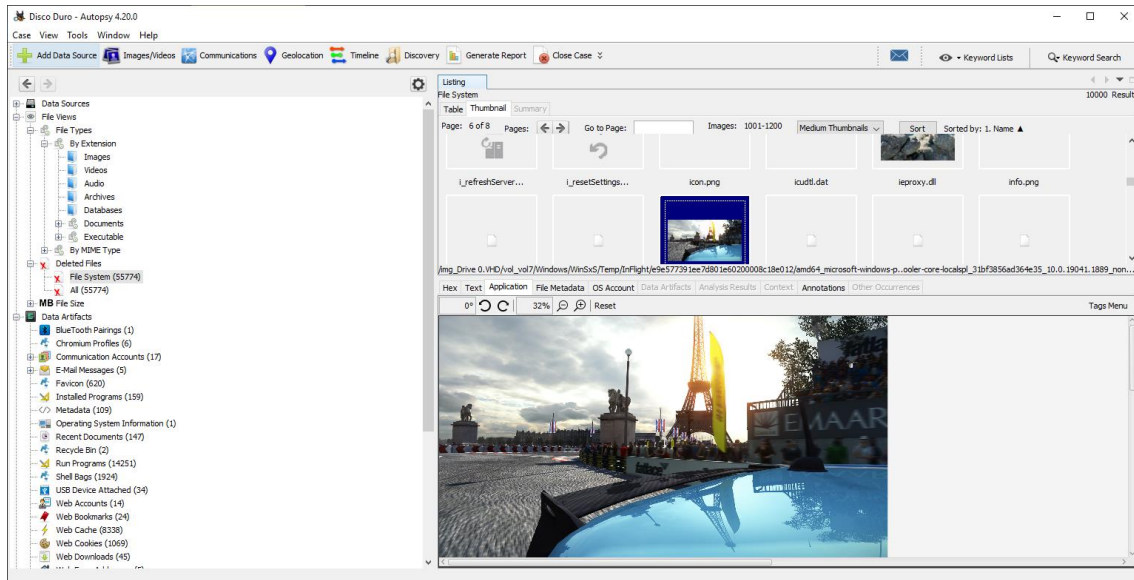 Disco Duro - Autopsy 4.20.0
Case View Tools Window Help
Add Data Source Images/Videos Communications Geolocation Timeline Discovery Generate Report Close Case Keyword Lists Keyword Search
Listing
File System
10000 Result
Table Thumbnail Summary
Page: 6 of 8 Pages: Go to Page: Images: 1001-1200 Medium Thumbnails Sort Sorted by: 1. Name ▲
i_refreshServer... i_resetSettings... icon.png icudtl.dat ieproxy.dll info.png
/img_Drive 0.VHD/vol_vol7/Windows/WinSxS/Temp/InFlight/e9e577391ee7d801e60200008c18e012/amd64_microsoft-windows-p...ooler-core-localspl_31bf3856ad364e35_10.0.19041.1889_non...
Hex Text Application File Metadata OS Account Data Artifacts Analysis Results Context Annotations Other Occurrences
0° 32% Reset Tags Menu
EMAAR
fatface
Data Sources
File Views
File Types
By Extension
Images
Videos
Audio
Archives
Databases
Documents
Executable
By MIME Type
Deleted Files
File System (55774)
All (55774)
MB File Size
Data Artifacts
BlueTooth Pairings (1)
Chromium Profiles (6)
Communication Accounts (17)
E-Mail Messages (5)
Favicon (620)
Installed Programs (159)
Metadata (109)
Operating System Information (1)
Recent Documents (147)
Recycle Bin (2)
Run Programs (14251)
Shell Bags (1924)
USB Device Attached (34)
Web Accounts (14)
Web Bookmarks (24)
Web Cache (8338)
Web Cookies (1069)
Web Downloads (45)